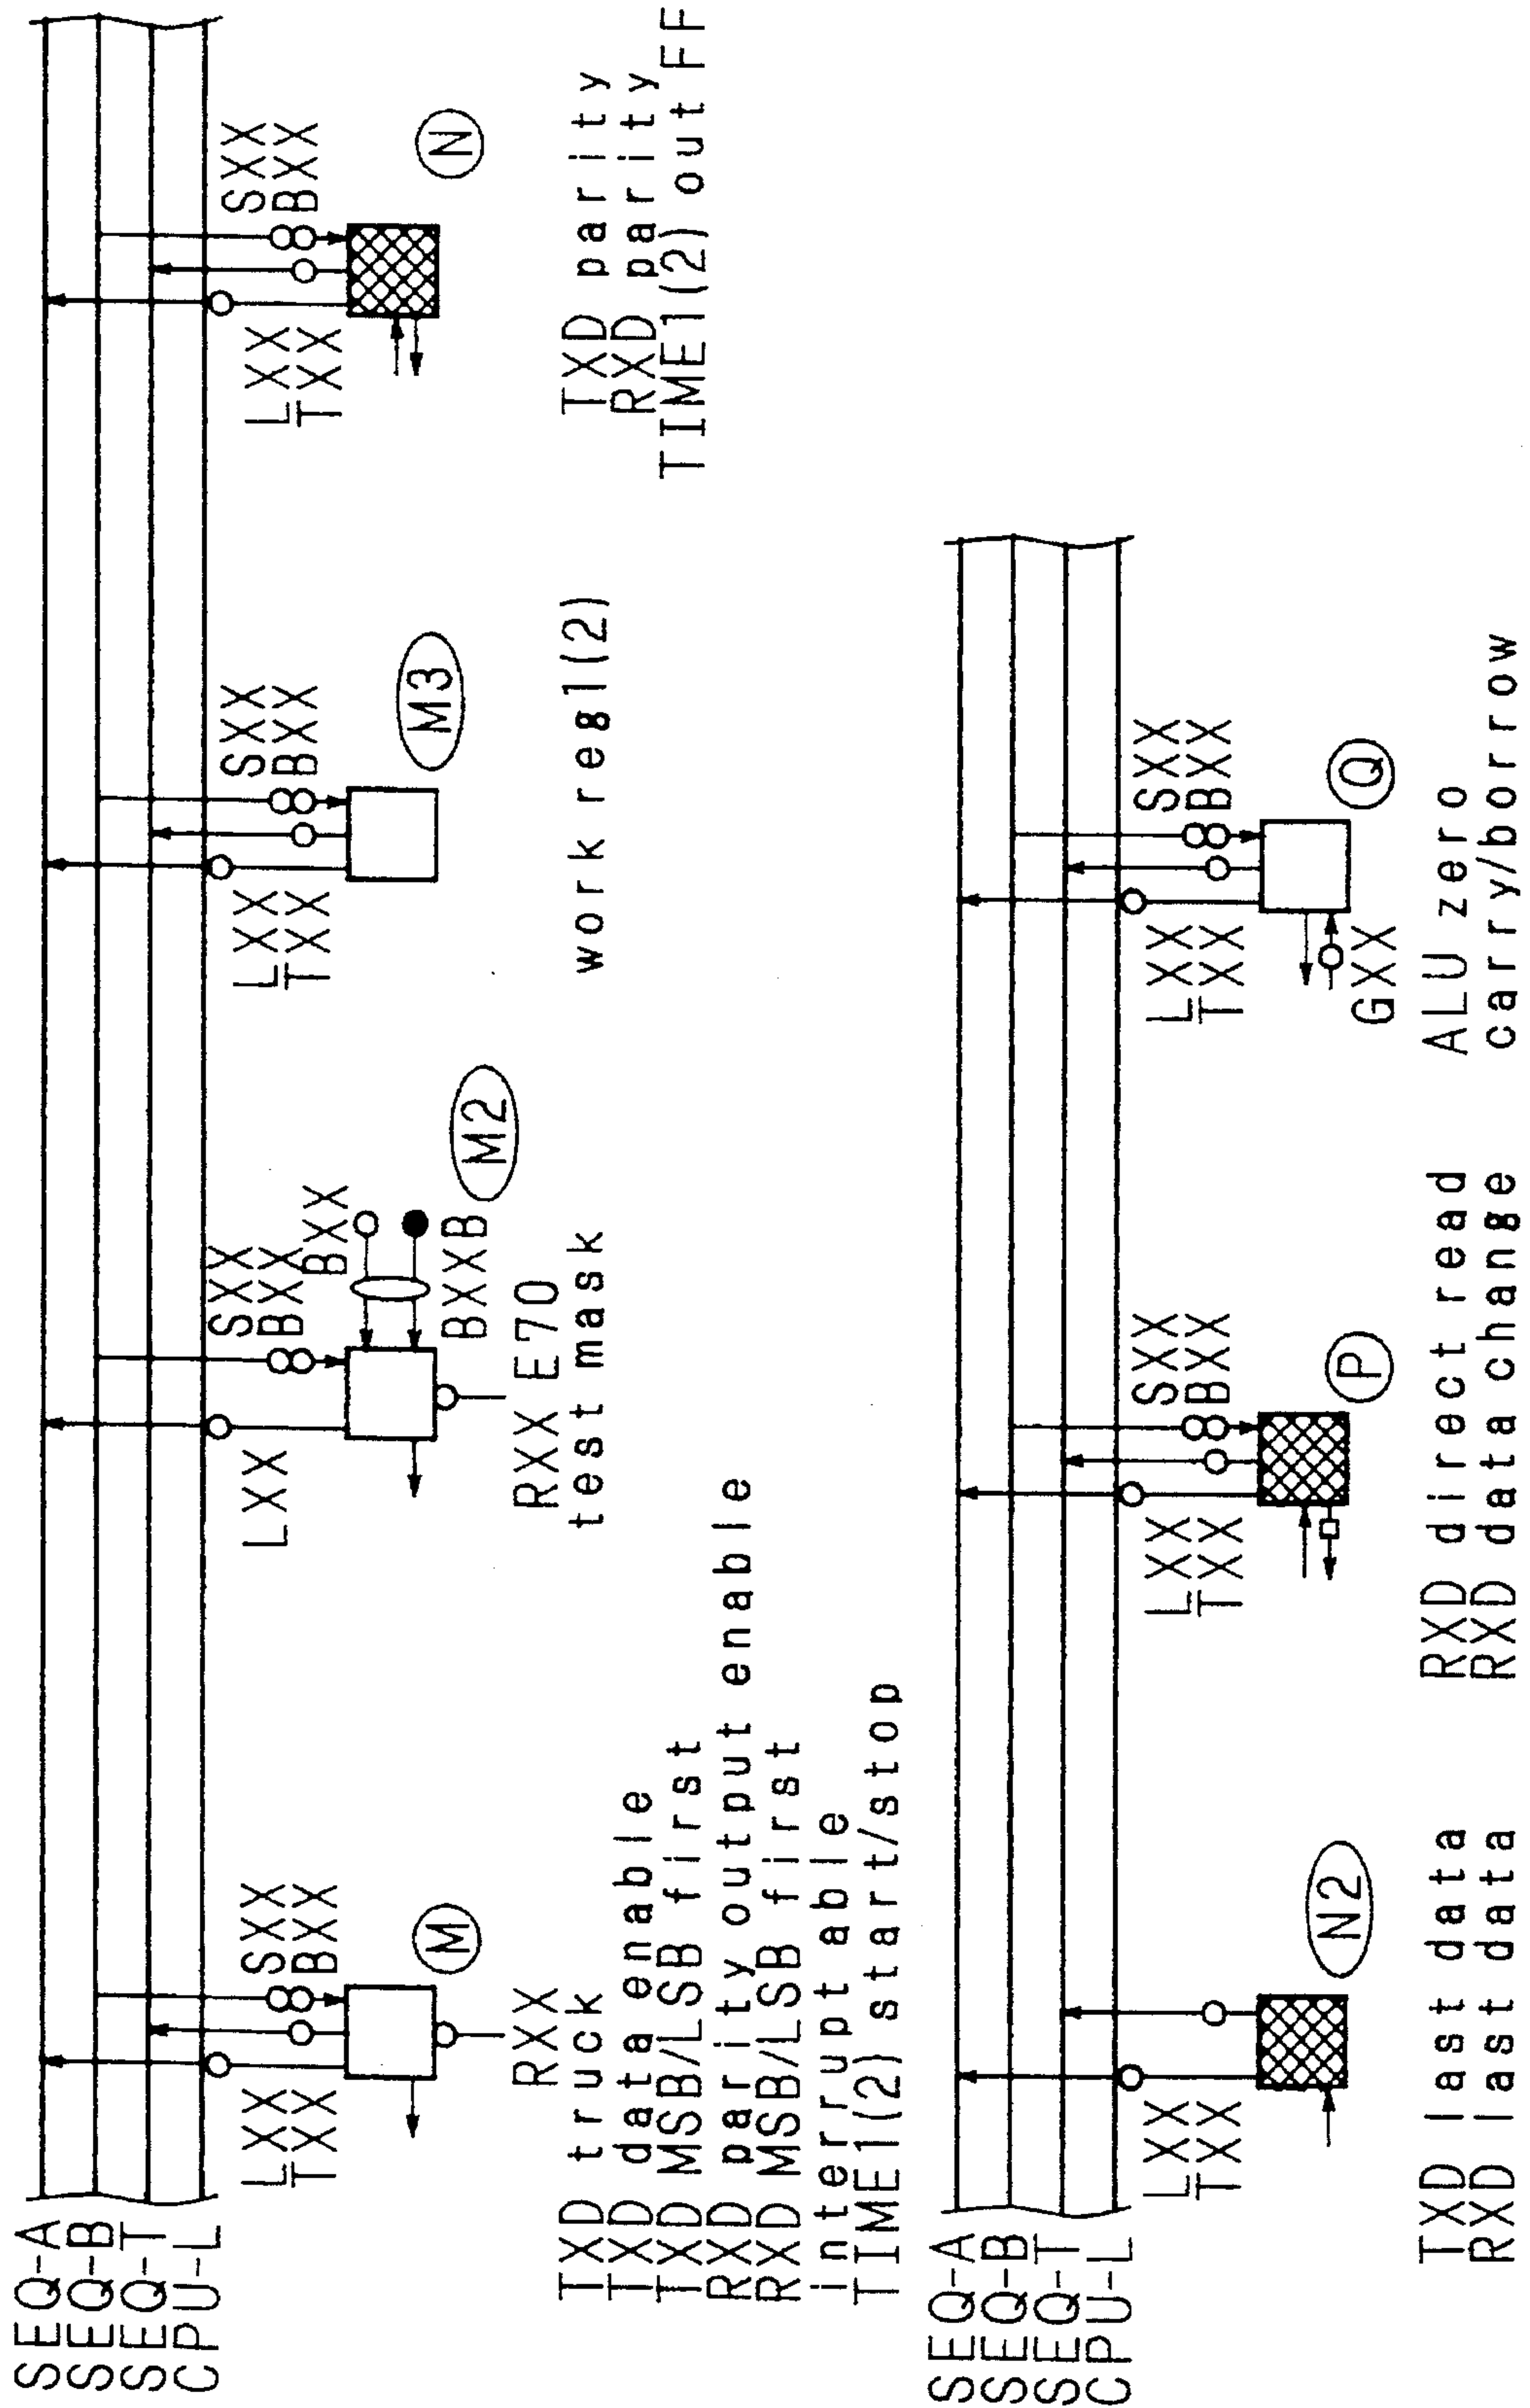 SEQ-A
SEQ-B
SEQ-T
CPU-L
LXX
TXX
SXX
BXX
M
RXX
TXD truck
TXD data enable
TXD MSB/LSB first
RXD parity output enable
RXD MSB/LSB first
interrupt able
TIME1(2) start/stop
LXX
SXX
BXX
BXX
BXXB
M2
RXX E70
test mask
LXX
TXX
SXX
BXX
M3
work reg1(2)
LXX
TXX
SXX
BXX
N
TXD parity
RXD parity
TIME1(2) out FF
SEQ-A
SEQ-B
SEQ-T
CPU-L
LXX
TXX
N2
TXD last data
RXD last data
LXX
TXX
SXX
BXX
P
RXD direct read
RXD data change
LXX
TXX
SXX
BXX
Q
GXX
ALU zero
carry/borrow